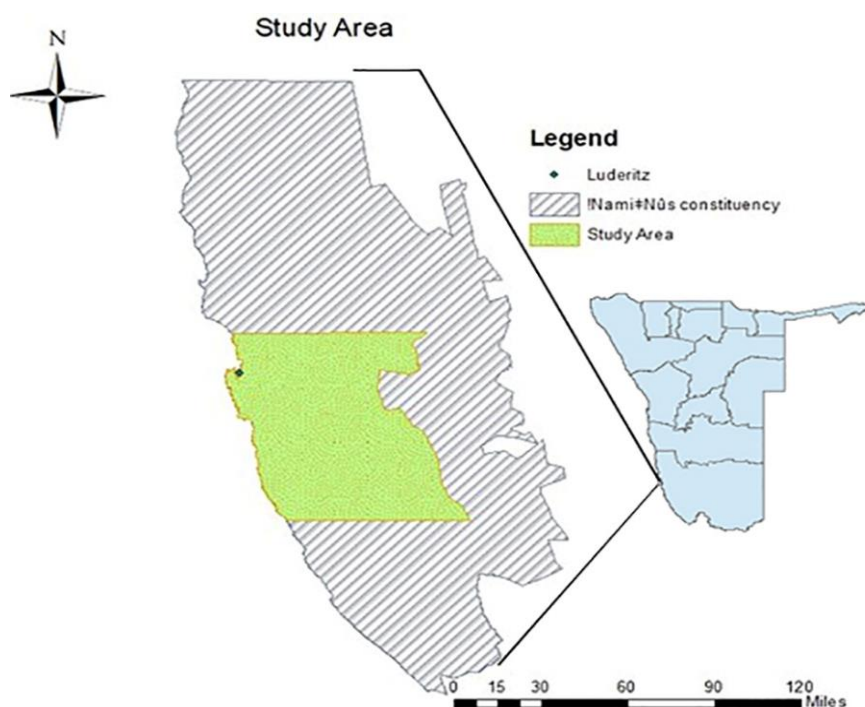 Study Area
N
Legend
Luderitz
!Nami‡Nûs constituency
Study Area
0 15 30 60 90 120
Miles